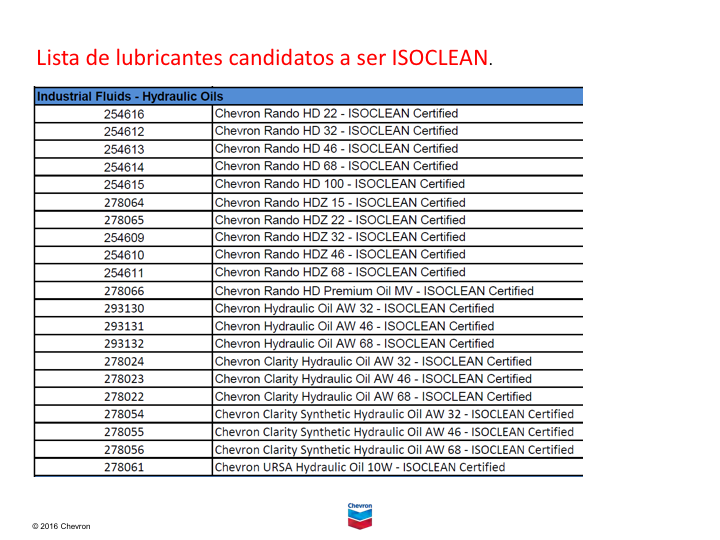 Lista de lubricantes candidatos a ser ISOCLEAN.
Industrial Fluids - Hydraulic Oils
254616 Chevron Rando HD 22 - ISOCLEAN Certified
254612 Chevron Rando HD 32 - ISOCLEAN Certified
254613 Chevron Rando HD 46 - ISOCLEAN Certified
254614 Chevron Rando HD 68 - ISOCLEAN Certified
254615 Chevron Rando HD 100 - ISOCLEAN Certified
278064 Chevron Rando HDZ 15 - ISOCLEAN Certified
278065 Chevron Rando HDZ 22 - ISOCLEAN Certified
254609 Chevron Rando HDZ 32 - ISOCLEAN Certified
254610 Chevron Rando HDZ 46 - ISOCLEAN Certified
254611 Chevron Rando HDZ 68 - ISOCLEAN Certified
278066 Chevron Rando HD Premium Oil MV - ISOCLEAN Certified
293130 Chevron Hydraulic Oil AW 32 - ISOCLEAN Certified
293131 Chevron Hydraulic Oil AW 46 - ISOCLEAN Certified
293132 Chevron Hydraulic Oil AW 68 - ISOCLEAN Certified
278024 Chevron Clarity Hydraulic Oil AW 32 - ISOCLEAN Certified
278023 Chevron Clarity Hydraulic Oil AW 46 - ISOCLEAN Certified
278022 Chevron Clarity Hydraulic Oil AW 68 - ISOCLEAN Certified
278054 Chevron Clarity Synthetic Hydraulic Oil AW 32 - ISOCLEAN Certified
278055 Chevron Clarity Synthetic Hydraulic Oil AW 46 - ISOCLEAN Certified
278056 Chevron Clarity Synthetic Hydraulic Oil AW 68 - ISOCLEAN Certified
278061 Chevron URSA Hydraulic Oil 10W - ISOCLEAN Certified
Chevron
© 2016 Chevron